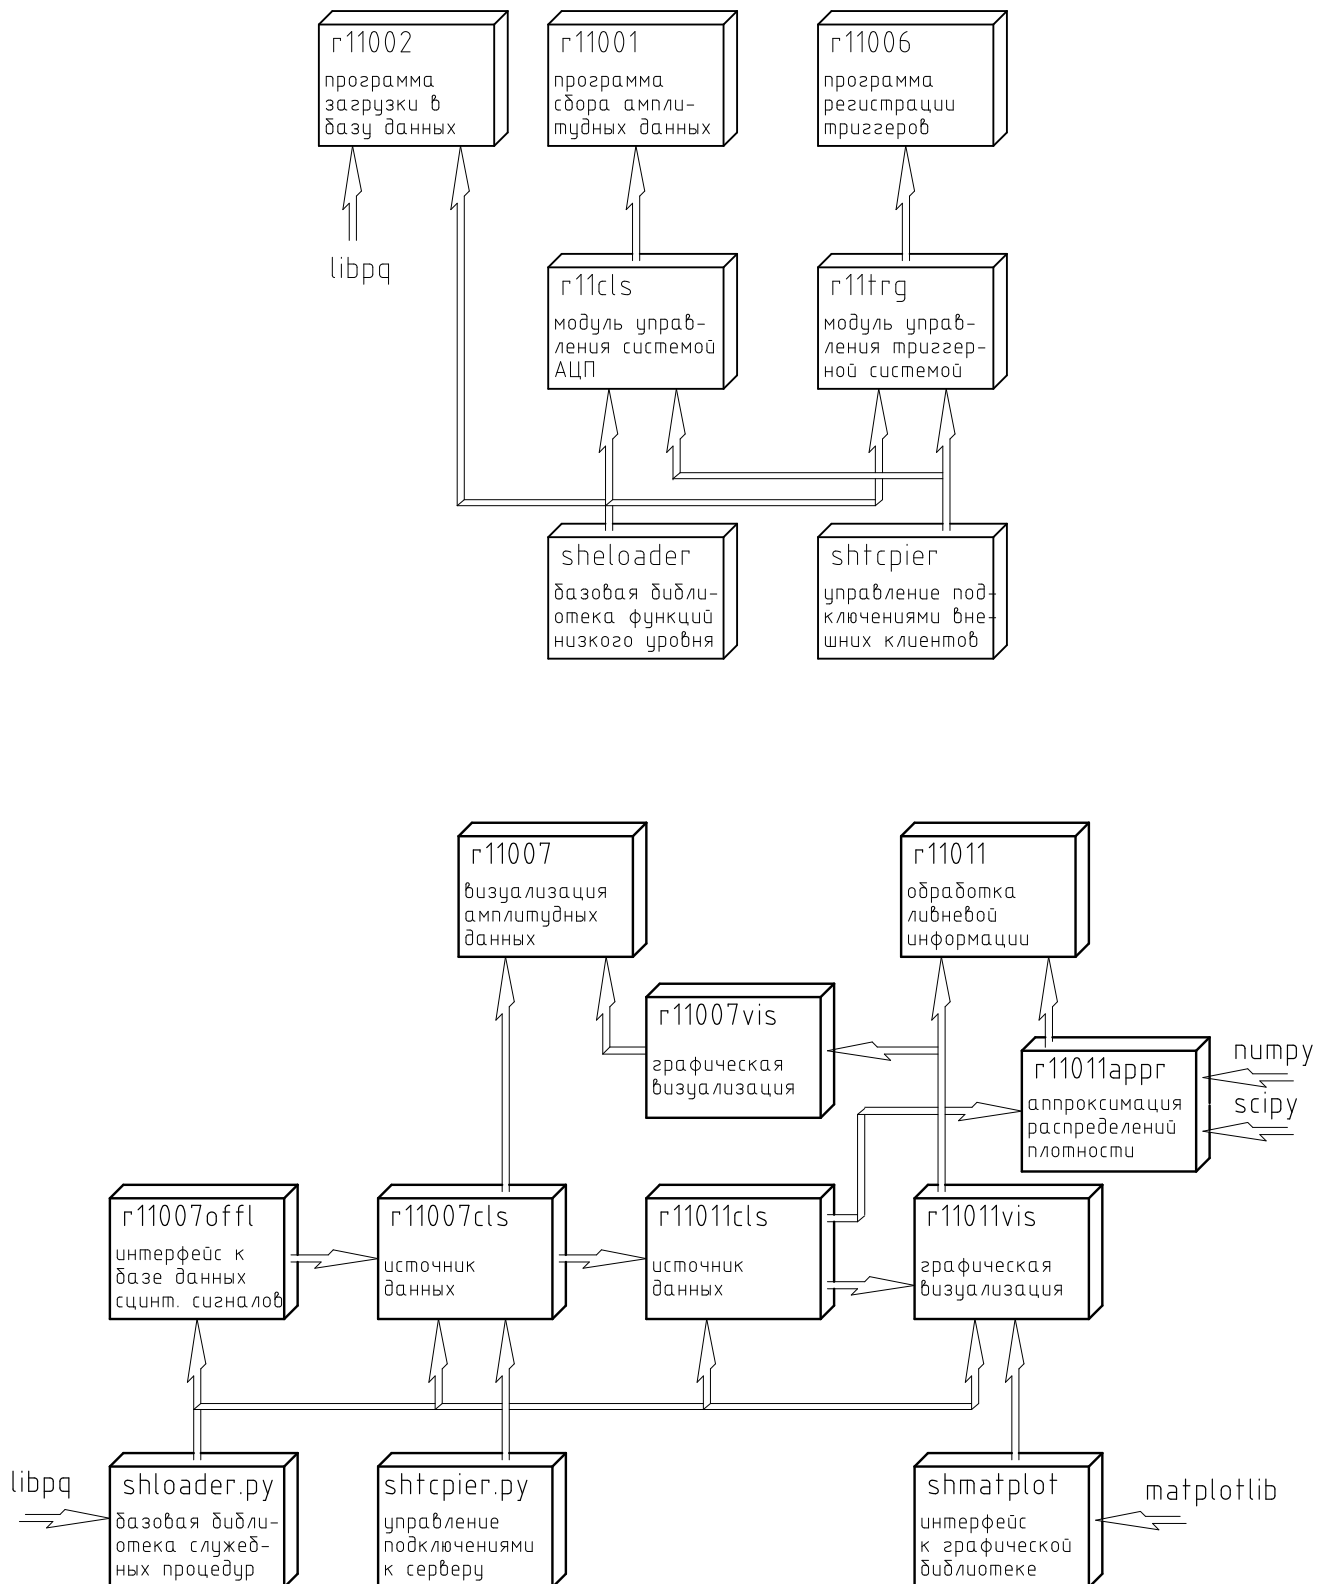 r11002
программа
загрузки в
базу данных
r11001
программа
сбора ампли-
тудных данных
r11006
программа
регистрации
триггеров
libpq
r11cls
модуль управ-
ления системой
АЦП
r11trg
модуль управ-
ления триггер-
ной системой
sheloader
базовая библи-
отека функций
низкого уровня
shtcpier
управление под-
ключениями вне-
шних клиентов
r11007
визуализация
амплитудных
данных
r11011
обработка
ливневой
информации
r11007vis
графическая
визуализация
r11011appr
аппроксимация
распределений
плотности
numpy
scipy
r11007offl
интерфейс к
базе данных
сцинт. сигналов
r11007cls
источник
данных
r11011cls
источник
данных
r11011vis
графическая
визуализация
libpq
shloader.py
базовая библи-
отека служеб-
ных процедур
shtcpier.py
управление
подключениями
к серверу
shmatplot
интерфейс
к графической
библиотеке
matplotlib